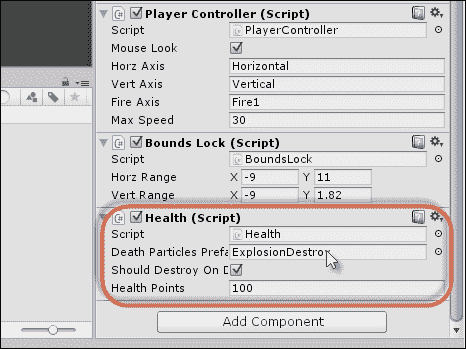 Player Controller (Script)
Script PlayerController
Mouse Look
Horz Axis Horizontal
Vert Axis Vertical
Fire Axis Fire1
Max Speed 30
Bounds Lock (Script)
Script BoundsLock
Horz Range X -9 Y 11
Vert Range X -9 Y 1.82
Health (Script)
Script Health
Death Particles Prefa ExplosionDestroy
Should Destroy On D
Health Points 100
Add Component